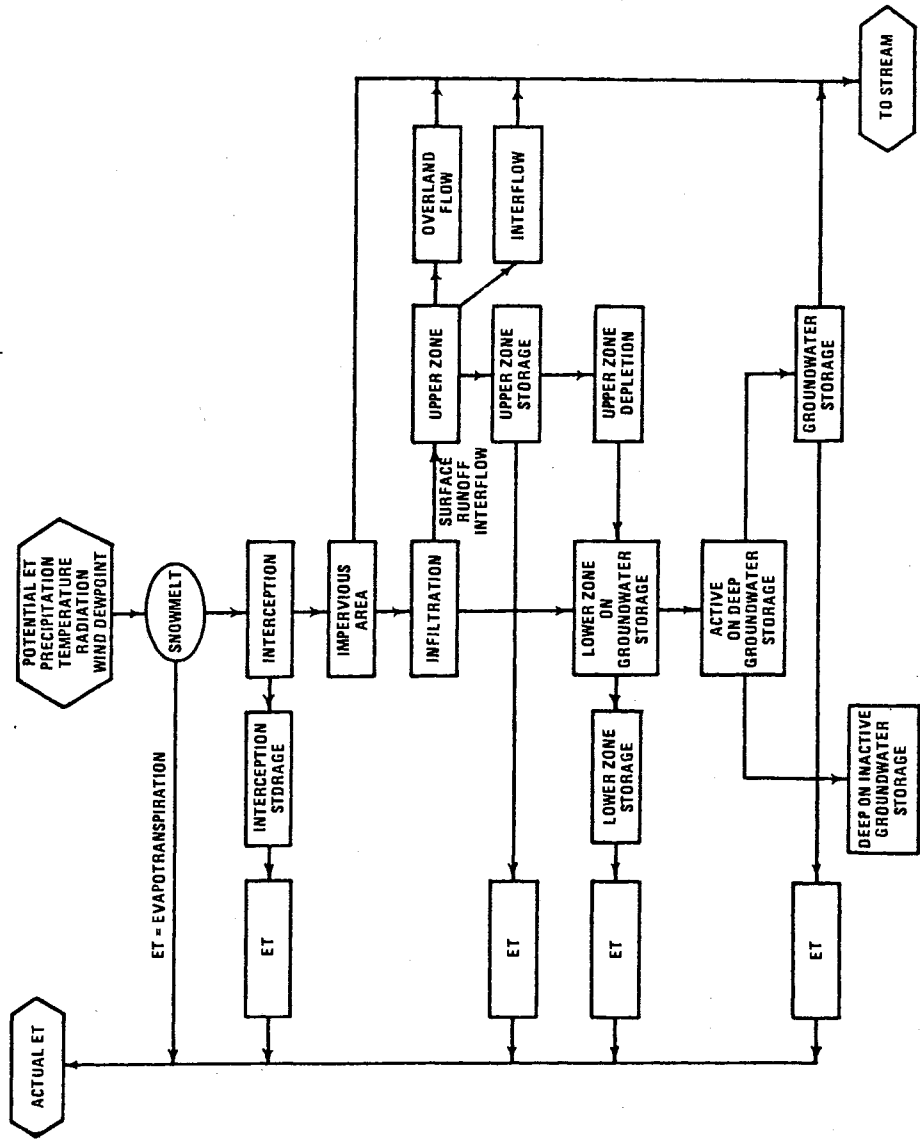 ACTUAL ET
POTENTIAL ET
PRECIPITATION
TEMPERATURE
RADIATION
WIND DEWPOINT
ET = EVAPOTRANSPIRATION
SNOWMELT
ET
INTERCEPTION
STORAGE
INTERCEPTION
IMPERVIOUS
AREA
INFILTRATION
SURFACE
RUNOFF
INTERFLOW
UPPER ZONE
OVERLAND
FLOW
ET
UPPER ZONE
STORAGE
INTERFLOW
ET
LOWER ZONE
STORAGE
LOWER ZONE
ON
GROUNDWATER
STORAGE
UPPER ZONE
DEPLETION
ACTIVE
ON DEEP
GROUNDWATER
STORAGE
ET
GROUNDWATER
STORAGE
DEEP ON INACTIVE
GROUNDWATER
STORAGE
TO STREAM